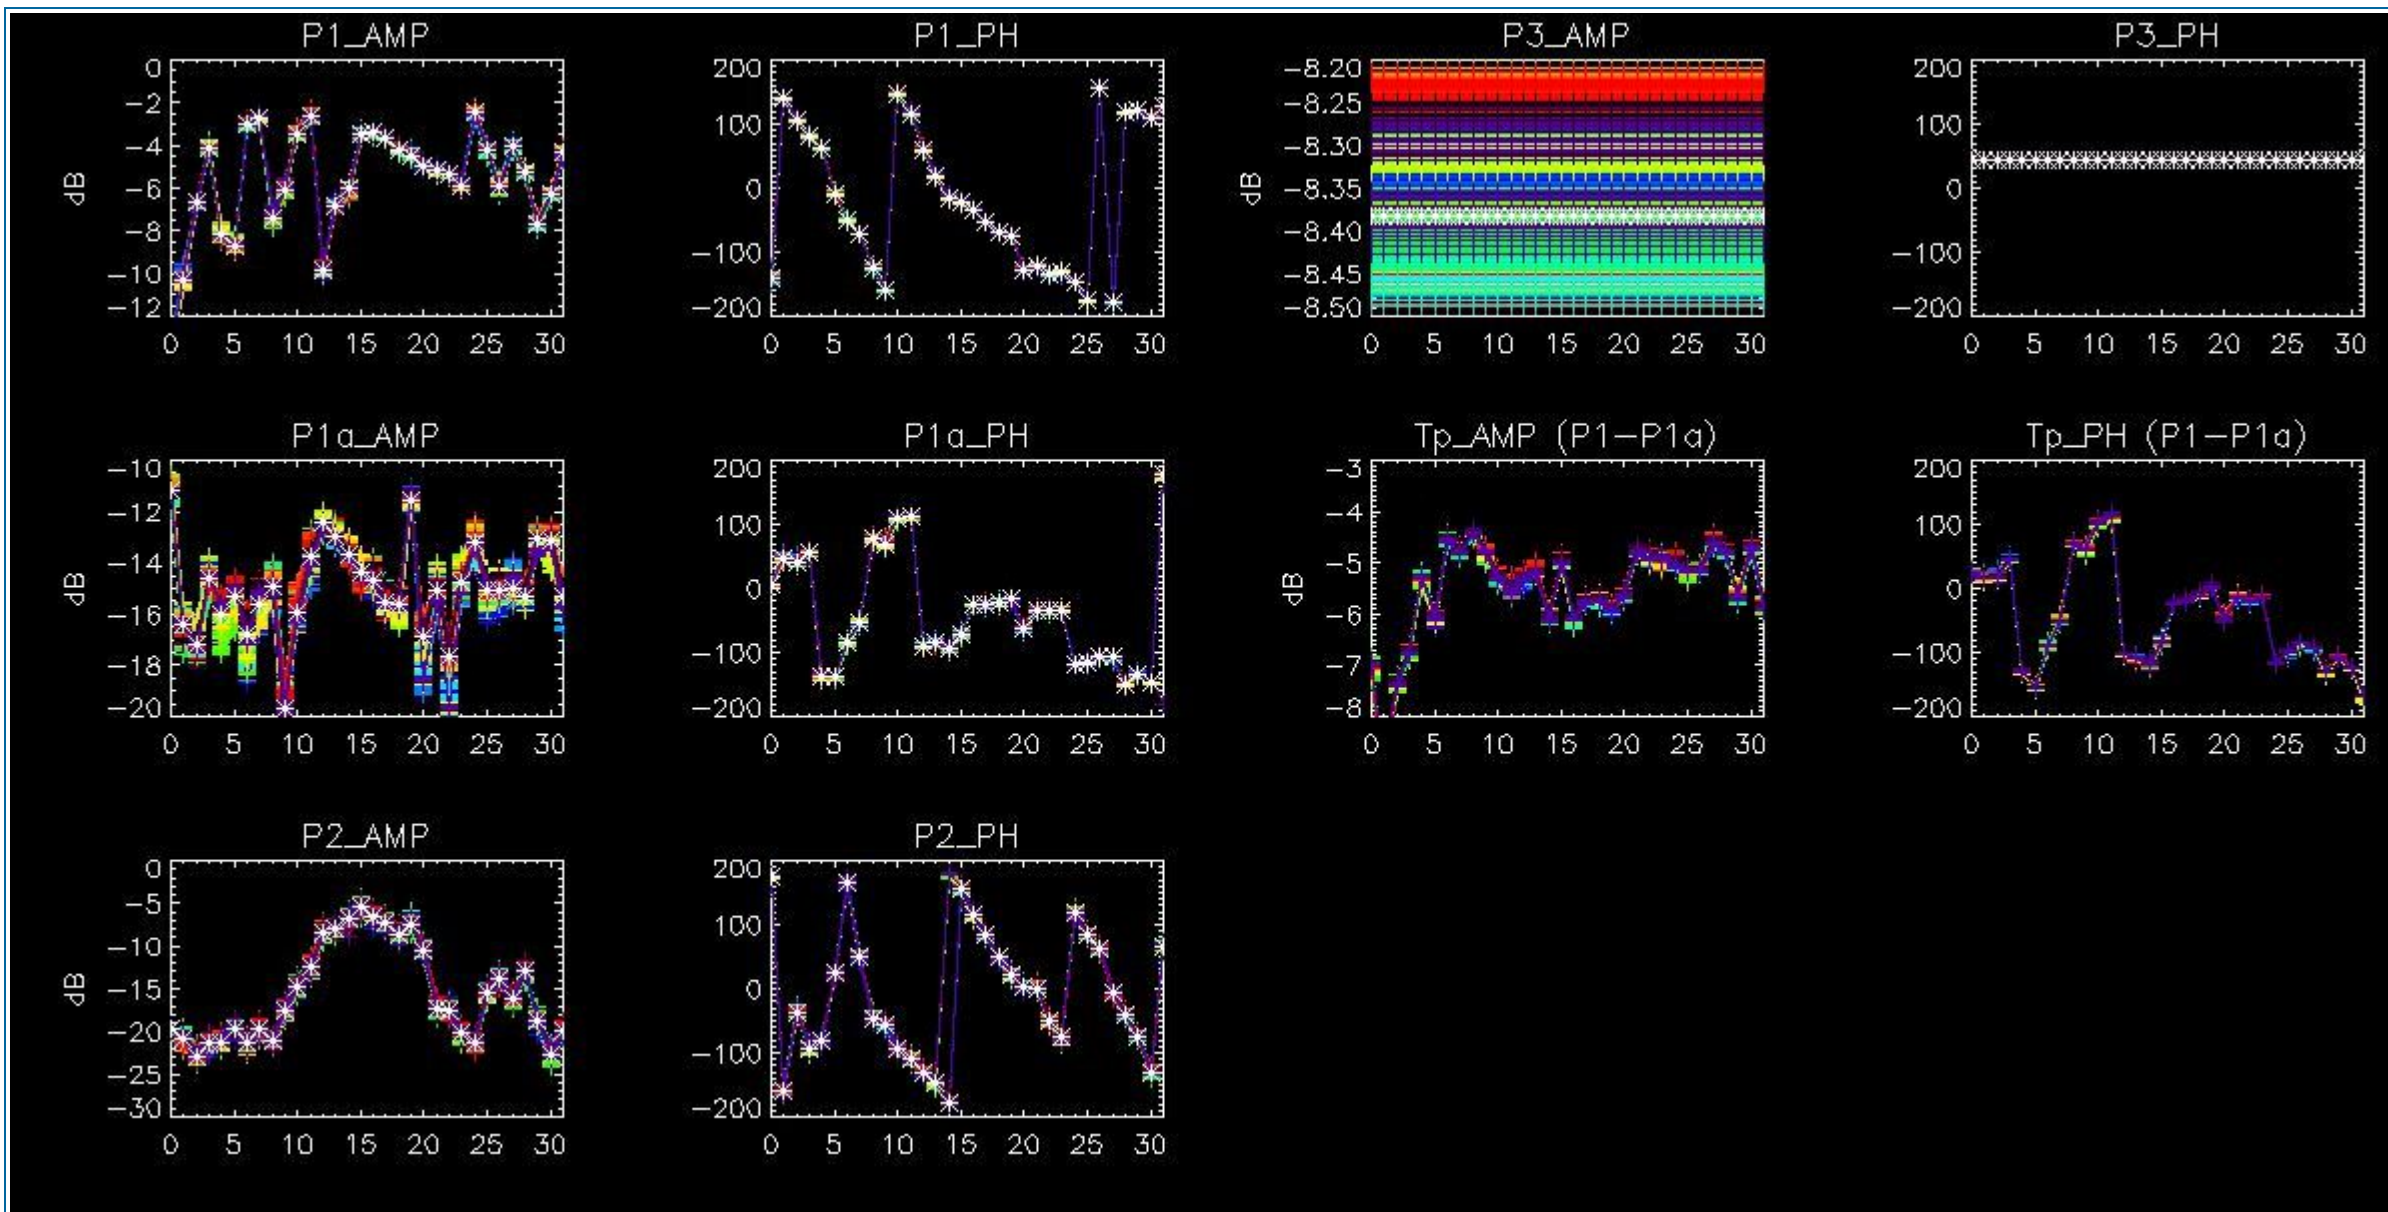 P1_AMP
0
−2
−4
−6
−8
−10
−12
dB
0 5 10 15 20 25 30
P1_PH
200
100
0
−100
−200
0 5 10 15 20 25 30
P3_AMP
−8.20
−8.25
−8.30
−8.35
−8.40
−8.45
−8.50
dB
0 5 10 15 20 25 30
P3_PH
200
100
0
−100
−200
0 5 10 15 20 25 30
P1a_AMP
−10
−12
−14
−16
−18
−20
dB
0 5 10 15 20 25 30
P1a_PH
200
100
0
−100
−200
0 5 10 15 20 25 30
Tp_AMP (P1−P1a)
−3
−4
−5
−6
−7
−8
dB
0 5 10 15 20 25 30
Tp_PH (P1−P1a)
200
100
0
−100
−200
0 5 10 15 20 25 30
P2_AMP
0
−5
−10
−15
−20
−25
−30
dB
0 5 10 15 20 25 30
P2_PH
200
100
0
−100
−200
0 5 10 15 20 25 30